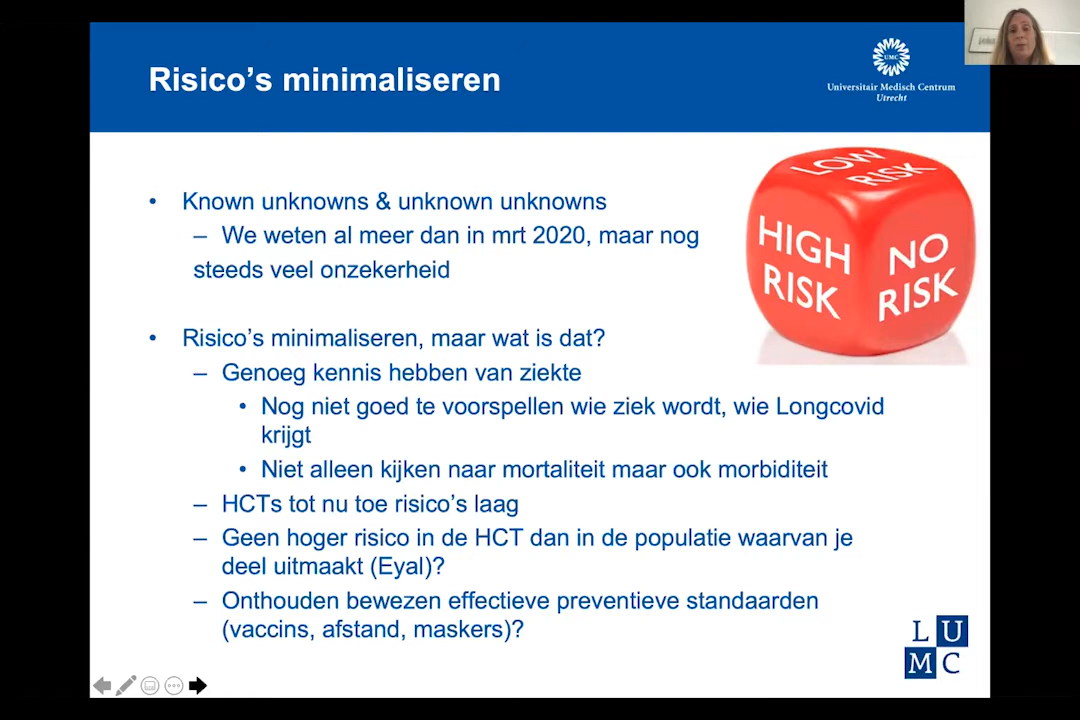 Risico’s minimaliseren
UMC
Universitair Medisch Centrum
Utrecht
• Known unknowns & unknown unknowns
– We weten al meer dan in mrt 2020, maar nog
steeds veel onzekerheid
LOW
RISK
HIGH
RISK
NO
RISK
• Risico’s minimaliseren, maar wat is dat?
– Genoeg kennis hebben van ziekte
• Nog niet goed te voorspellen wie ziek wordt, wie Longcovid
krijgt
• Niet alleen kijken naar mortaliteit maar ook morbiditeit
– HCTs tot nu toe risico’s laag
– Geen hoger risico in de HCT dan in de populatie waarvan je
deel uitmaakt (Eyal)?
– Onthouden bewezen effectieve preventieve standaarden
(vaccins, afstand, maskers)?
L U
M C